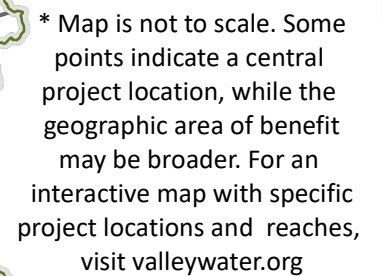 * Map is not to scale. Some
points indicate a central
project location, while the
geographic area of benefit
may be broader. For an
interactive map with specific
project locations and reaches,
visit valleywater.org